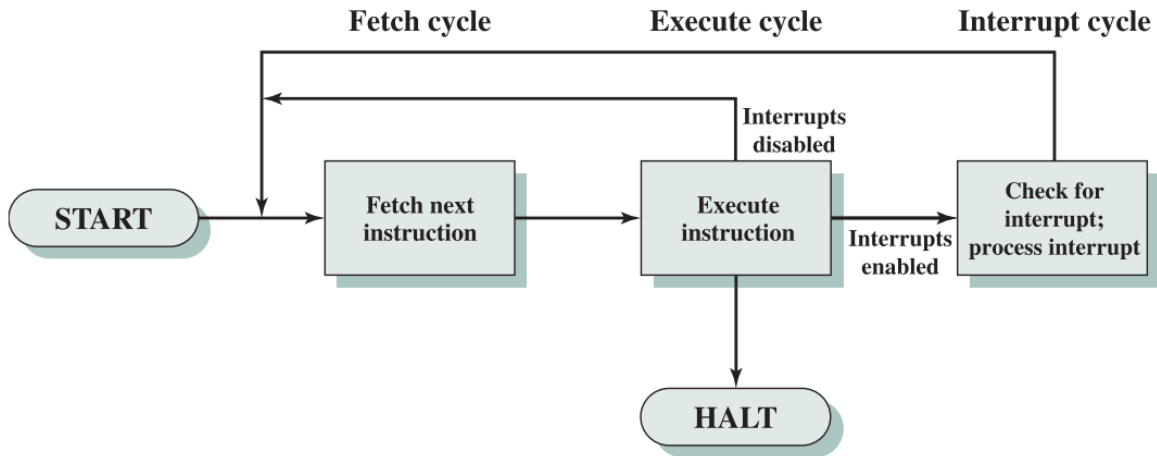 Fetch cycle
Execute cycle
Interrupt cycle
Interrupts
disabled
START
Fetch next
instruction
Execute
instruction
Interrupts
enabled
Check for
interrupt;
process interrupt
HALT